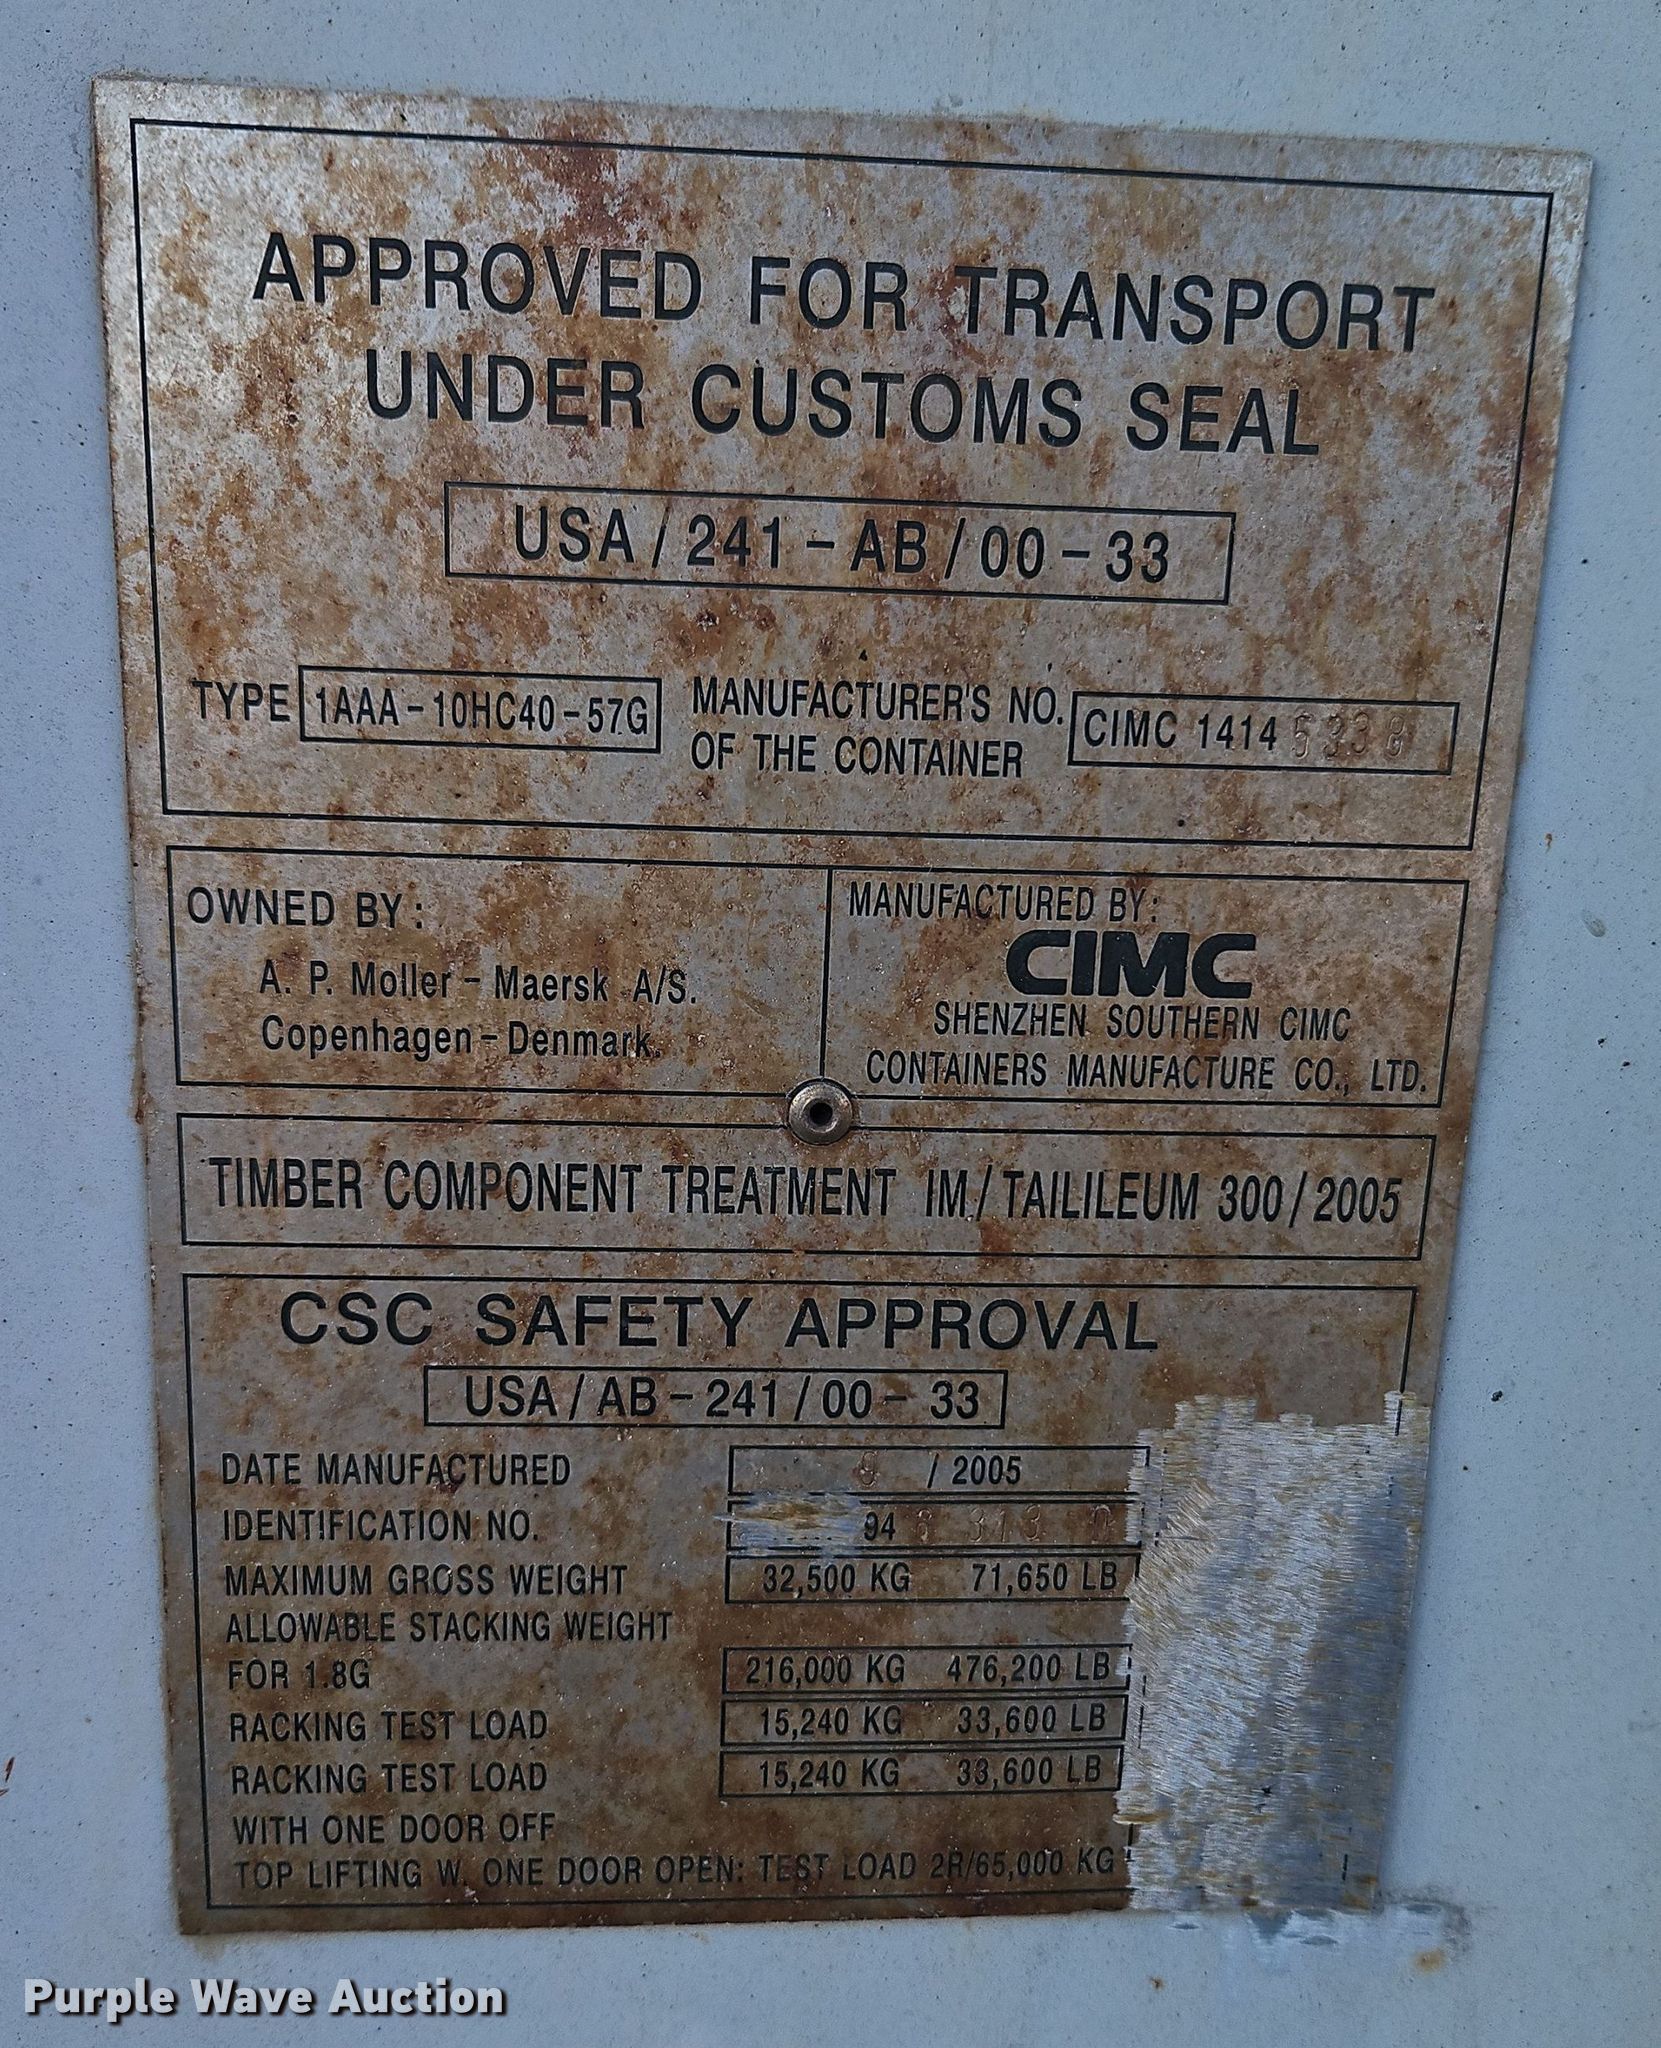 APPROVED FOR TRANSPORT
UNDER CUSTOMS SEAL
USA / 241 - AB / 00 - 33
TYPE 1AAA - 10HC40 - 57G
MANUFACTURER'S NO.
OF THE CONTAINER
CIMC 1414
OWNED BY :
A. P. Moller - Maersk A/S.
Copenhagen - Denmark.
MANUFACTURED BY:
CIMC
SHENZHEN SOUTHERN CIMC
CONTAINERS MANUFACTURE CO., LTD.
TIMBER COMPONENT TREATMENT IM / TAILILEUM 300 / 2005
CSC SAFETY APPROVAL
USA / AB - 241 / 00 - 33
DATE MANUFACTURED 9 / 2005
IDENTIFICATION NO. 94
MAXIMUM GROSS WEIGHT 32,500 KG 71,650 LB
ALLOWABLE STACKING WEIGHT
FOR 1.8G 216,000 KG 476,200 LB
RACKING TEST LOAD 15,240 KG 33,600 LB
RACKING TEST LOAD 15,240 KG 33,600 LB
WITH ONE DOOR OFF
TOP LIFTING W. ONE DOOR OPEN: TEST LOAD 2R/65,000 KG
Purple Wave Auction